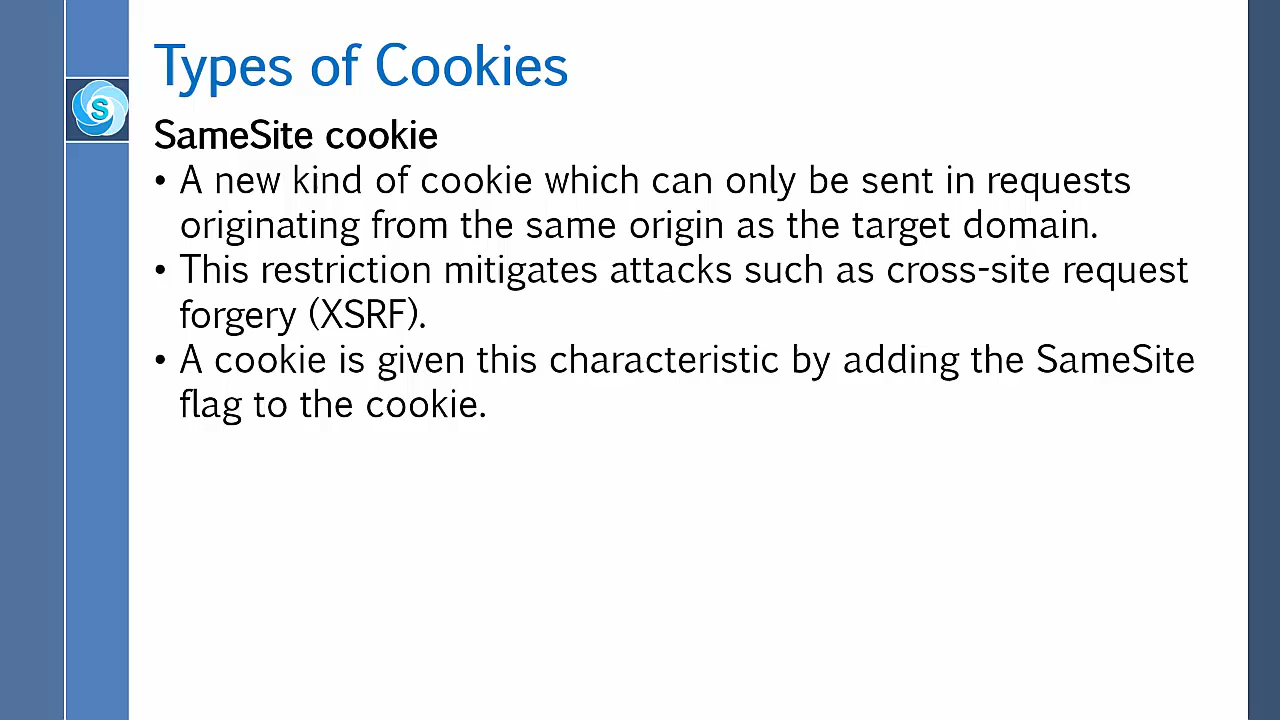 Types of Cookies
S
SameSite cookie
• A new kind of cookie which can only be sent in requests
originating from the same origin as the target domain.
• This restriction mitigates attacks such as cross-site request
forgery (XSRF).
• A cookie is given this characteristic by adding the SameSite
flag to the cookie.